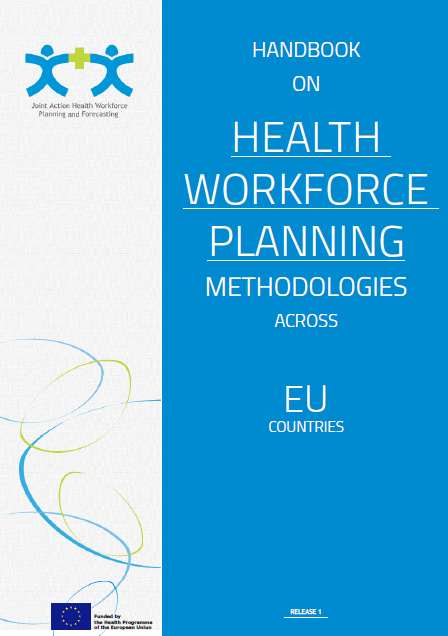 Joint Action Health Workforce
Planning and Forecasting
HANDBOOK
ON
HEALTH
WORKFORCE
PLANNING
METHODOLOGIES
ACROSS
EU
COUNTRIES
Funded by
the Health Programme
of the European Union
RELEASE 1